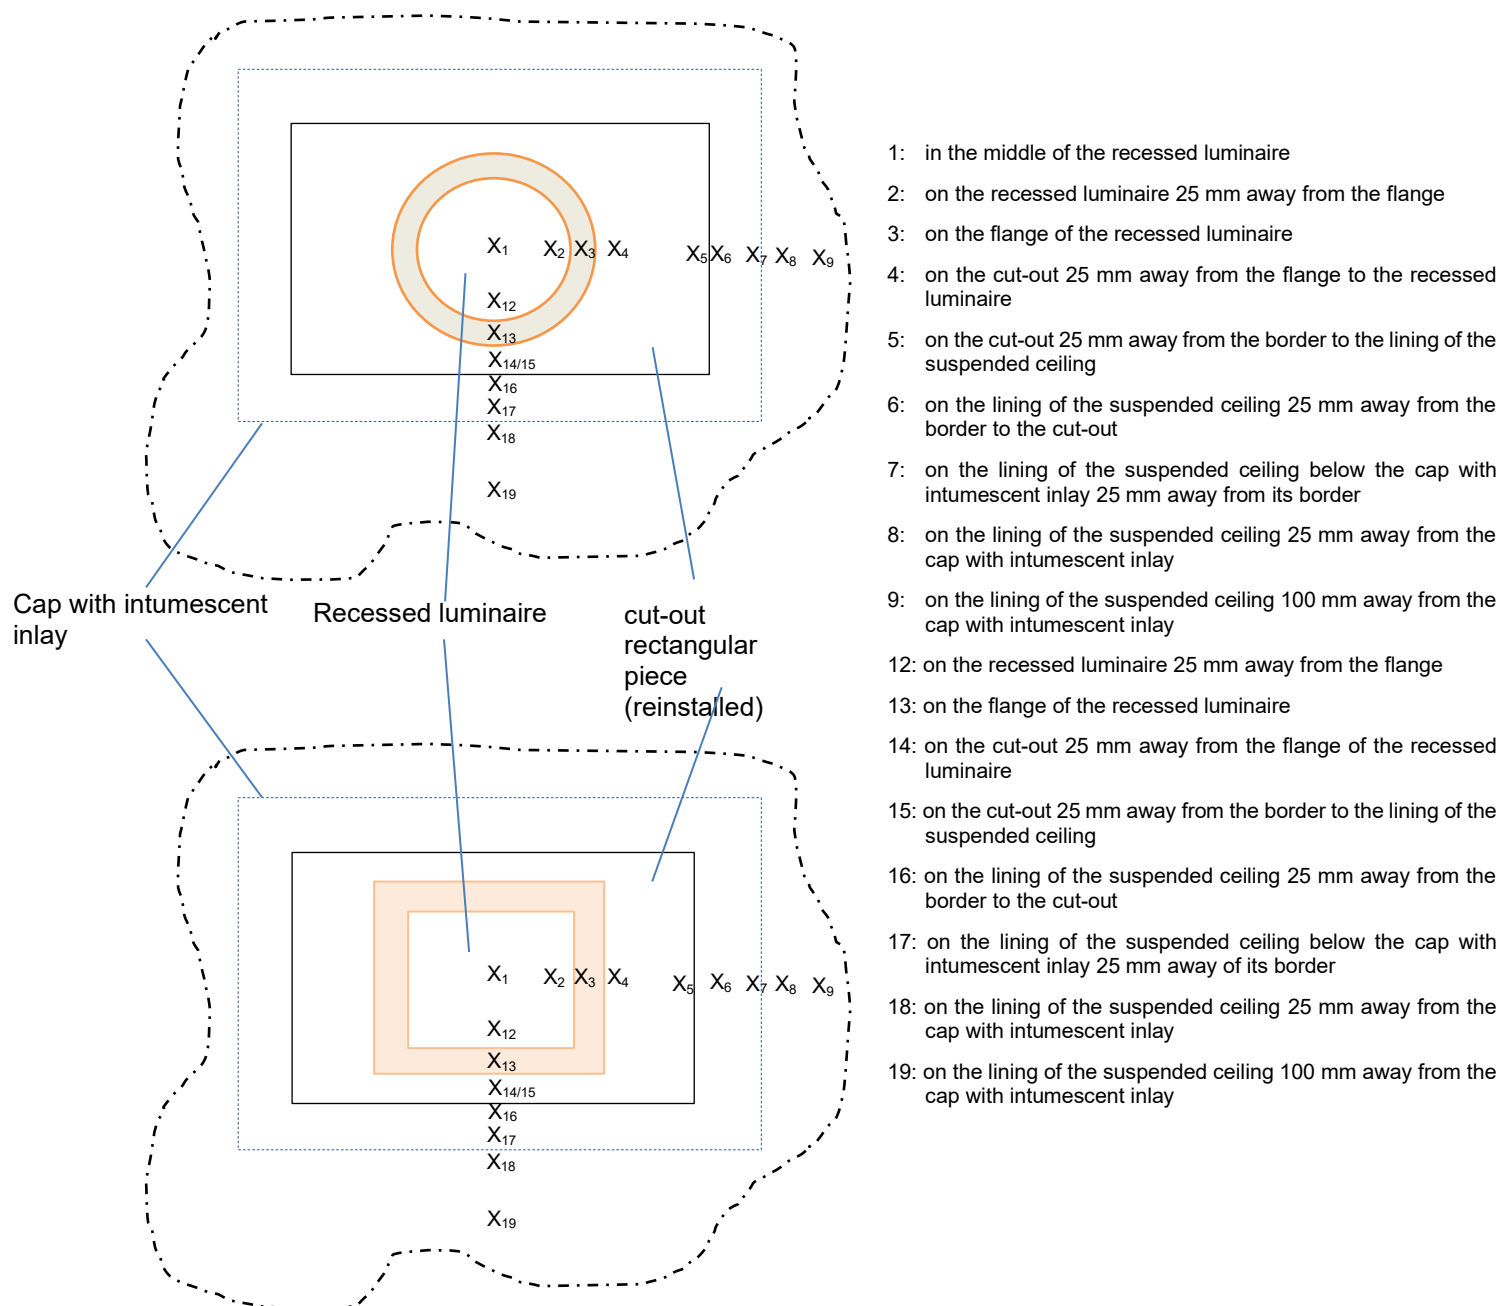 X1 X2 X3 X4 X5 X6 X7 X8 X9
X12
X13
X14/15
X16
X17
X18
X19
Cap with intumescent
inlay
Recessed luminaire
cut-out
rectangular
piece
(reinstalled)
X1 X2 X3 X4 X5 X6 X7 X8 X9
X12
X13
X14/15
X16
X17
X18
X19
1: in the middle of the recessed luminaire
2: on the recessed luminaire 25 mm away from the flange
3: on the flange of the recessed luminaire
4: on the cut-out 25 mm away from the flange to the recessed
luminaire
5: on the cut-out 25 mm away from the border to the lining of the
suspended ceiling
6: on the lining of the suspended ceiling 25 mm away from the
border to the cut-out
7: on the lining of the suspended ceiling below the cap with
intumescent inlay 25 mm away from its border
8: on the lining of the suspended ceiling 25 mm away from the
cap with intumescent inlay
9: on the lining of the suspended ceiling 100 mm away from the
cap with intumescent inlay
12: on the recessed luminaire 25 mm away from the flange
13: on the flange of the recessed luminaire
14: on the cut-out 25 mm away from the flange of the recessed
luminaire
15: on the cut-out 25 mm away from the border to the lining of the
suspended ceiling
16: on the lining of the suspended ceiling 25 mm away from the
border to the cut-out
17: on the lining of the suspended ceiling below the cap with
intumescent inlay 25 mm away of its border
18: on the lining of the suspended ceiling 25 mm away from the
cap with intumescent inlay
19: on the lining of the suspended ceiling 100 mm away from the
cap with intumescent inlay